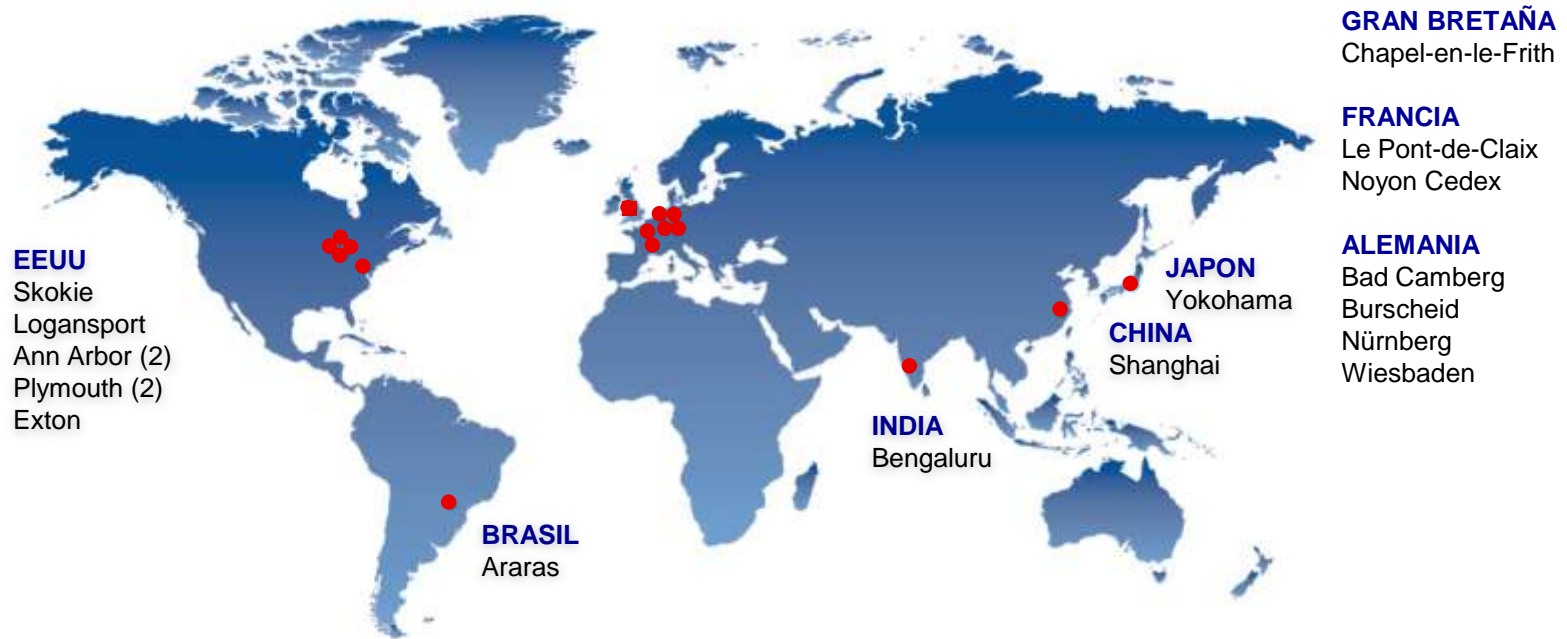 GRAN BRETAÑA
Chapel-en-le-Frith
FRANCIA
Le Pont-de-Claix
Noyon Cedex
ALEMANIA
Bad Camberg
Burscheid
Nürnberg
Wiesbaden
EEUU
Skokie
Logansport
Ann Arbor (2)
Plymouth (2)
Exton
JAPON
Yokohama
CHINA
Shanghai
INDIA
Bengaluru
BRASIL
Araras